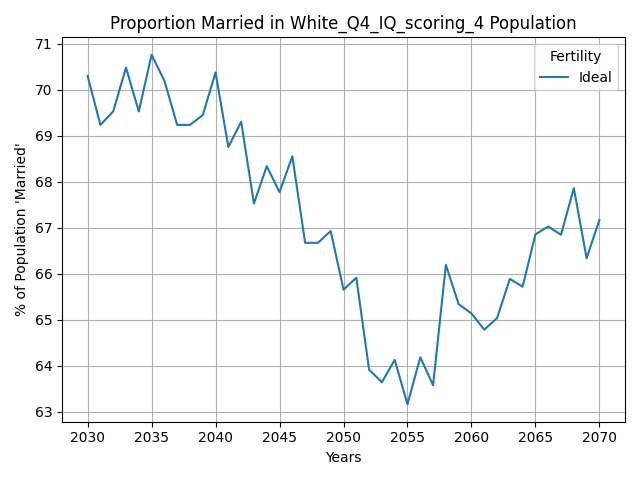 Proportion Married in White_Q4_IQ_scoring_4 Population
71
70
69
68
67
66
65
64
63
% of Population 'Married'
Fertility
Ideal
2030 2035 2040 2045 2050 2055 2060 2065 2070
Years